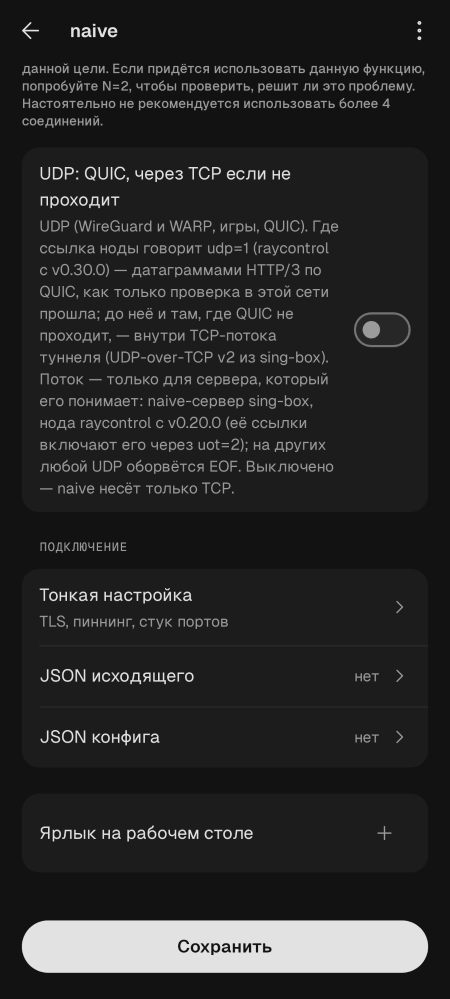 naive
данной цели. Если придётся использовать данную функцию,
попробуйте N=2, чтобы проверить, решит ли это проблему.
Настоятельно не рекомендуется использовать более 4
соединений.
UDP: QUIC, через TCP если не
проходит
UDP (WireGuard и WARP, игры, QUIC). Где
ссылка ноды говорит udp=1 (raycontrol
с v0.30.0) — датаграммами HTTP/3 по
QUIC, как только проверка в этой сети
прошла; до неё и там, где QUIC не
проходит, — внутри TCP-потока
туннеля (UDP-over-TCP v2 из sing-box).
Поток — только для сервера, который
его понимает: naive-сервер sing-box,
нода raycontrol с v0.20.0 (её ссылки
включают его через uot=2); на других
любой UDP оборвётся EOF. Выключено
— naive несёт только TCP.
ПОДКЛЮЧЕНИЕ
Тонкая настройка
TLS, пиннинг, стук портов
JSON исходящего нет
JSON конфига нет
Ярлык на рабочем столе
Сохранить